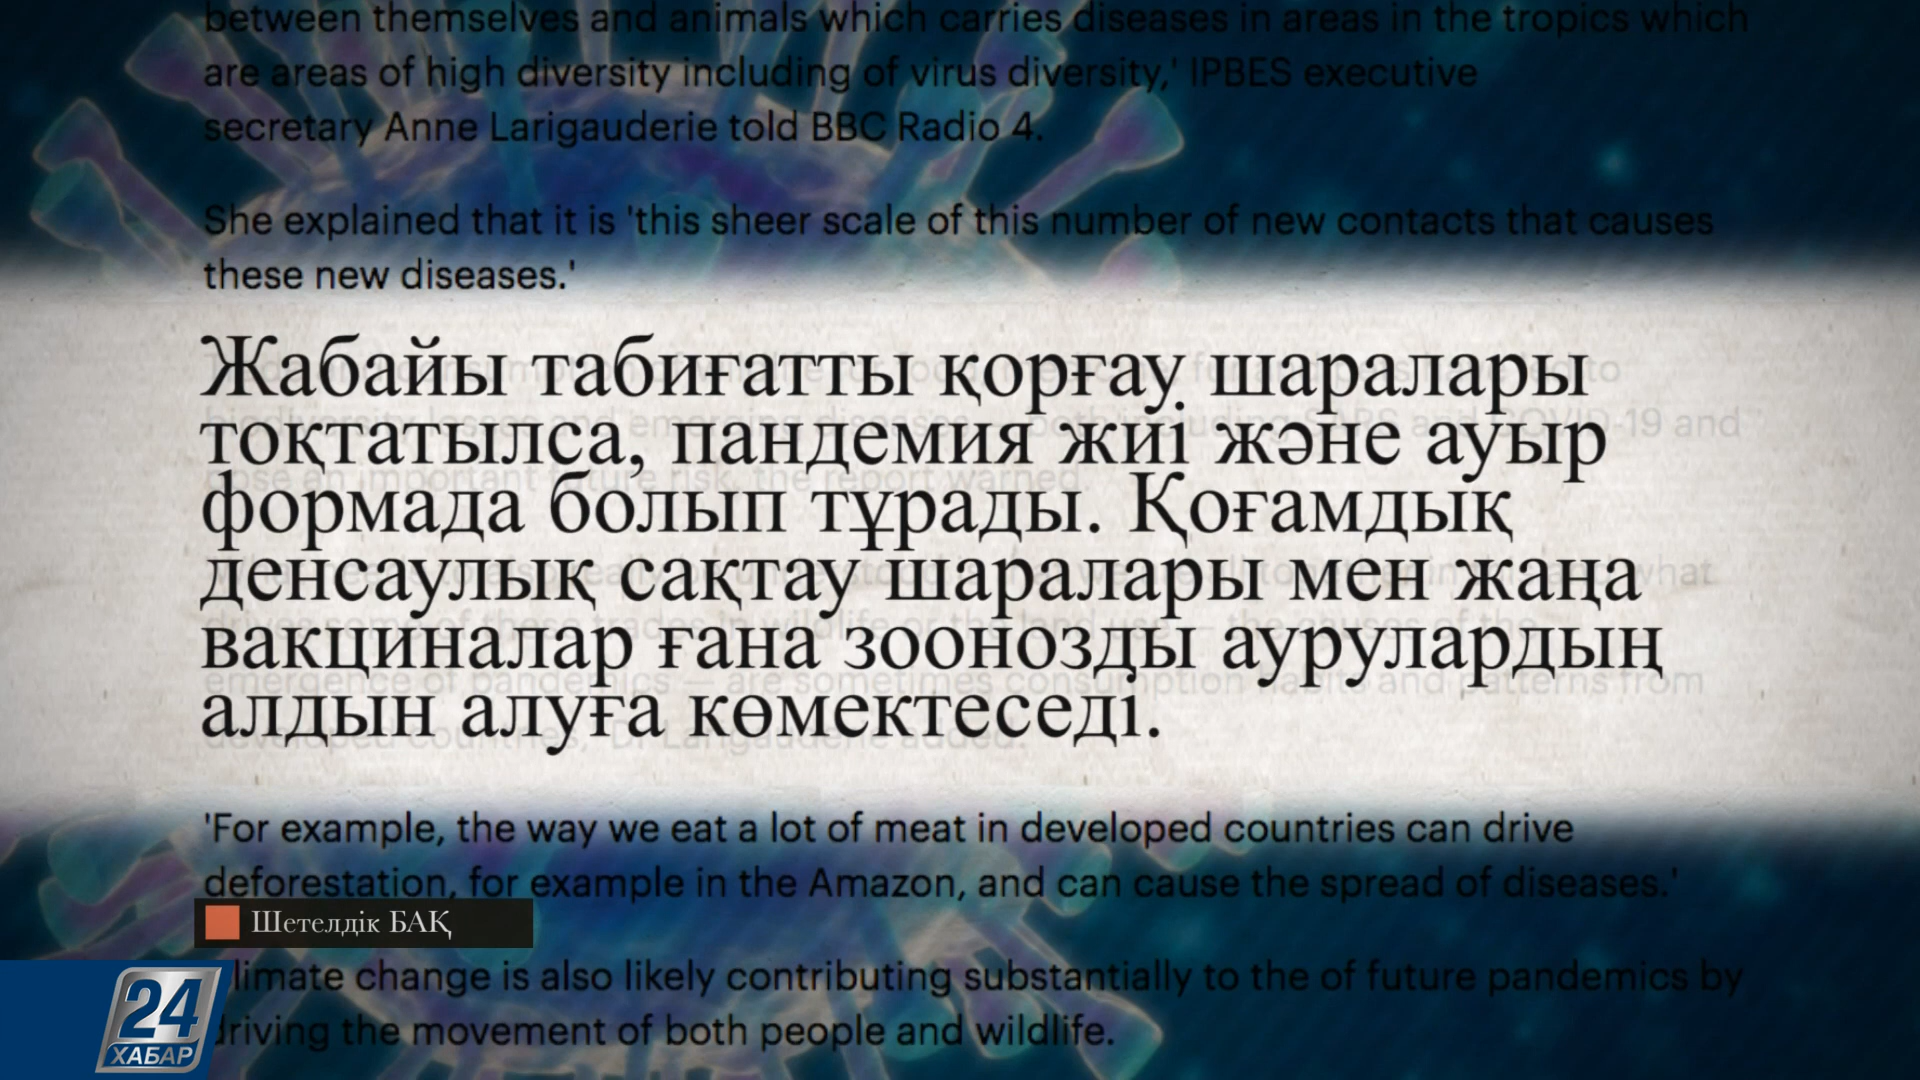 between themselves and animals which carries diseases in areas in the tropics which
are areas of high diversity including of virus diversity,' IPBES executive
secretary Anne Larigauderie told BBC Radio 4.
She explained that it is 'this sheer scale of this number of new contacts that causes
these new diseases.'
Жабайы табиғатты қорғау шаралары
тоқтатылса, пандемия жиі және ауыр
формада болып тұрады. Қоғамдық
денсаулық сақтау шаралары мен жаңа
вакциналар ғана зоонозды аурулардың
алдын алуға көмектеседі.
'For example, the way we eat a lot of meat in developed countries can drive
deforestation, for example in the Amazon, and can cause the spread of diseases.'
Шетелдік БАҚ
limate change is also likely contributing substantially to the of future pandemics by
driving the movement of both people and wildlife.
24
ХАБАР